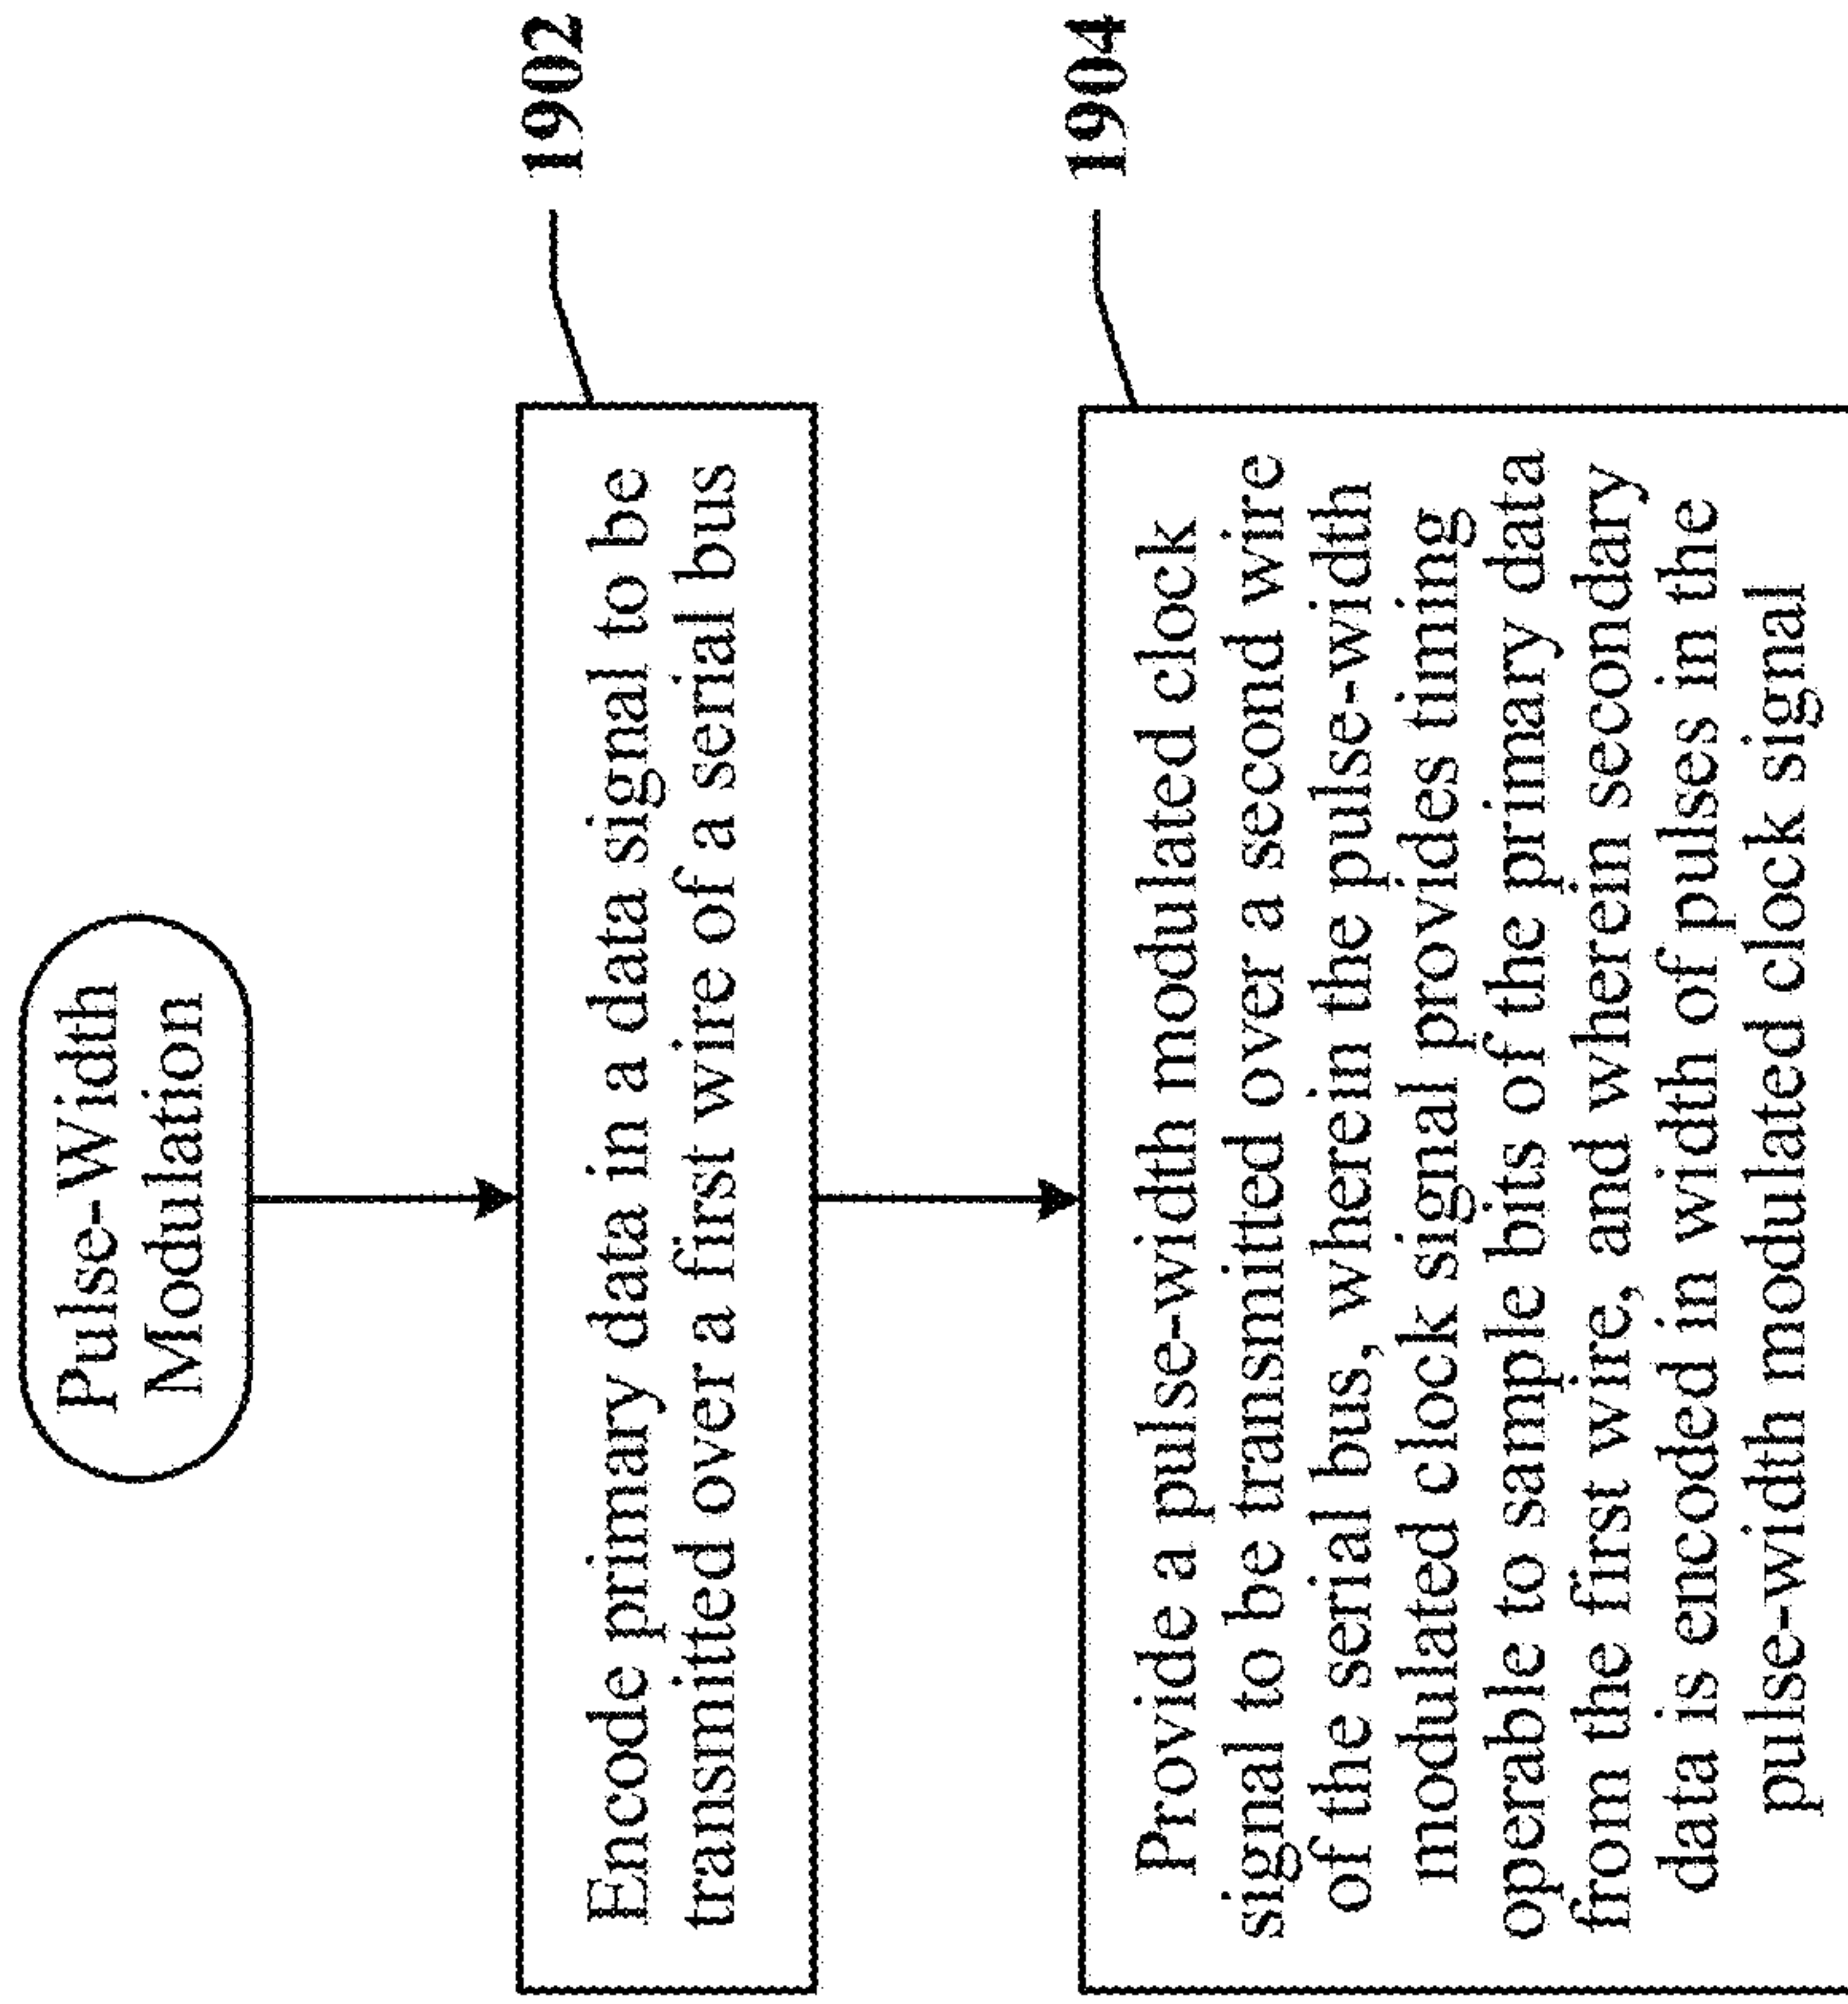 Pulse-Width
Modulation
1902
Encode primary data in a data signal to be
transmitted over a first wire of a serial bus
1904
Provide a pulse-width modulated clock
signal to be transmitted over a second wire
of the serial bus, wherein the pulse-width
modulated clock signal provides timing
operable to sample bits of the primary data
from the first wire, and wherein secondary
data is encoded in width of pulses in the
pulse-width modulated clock signal